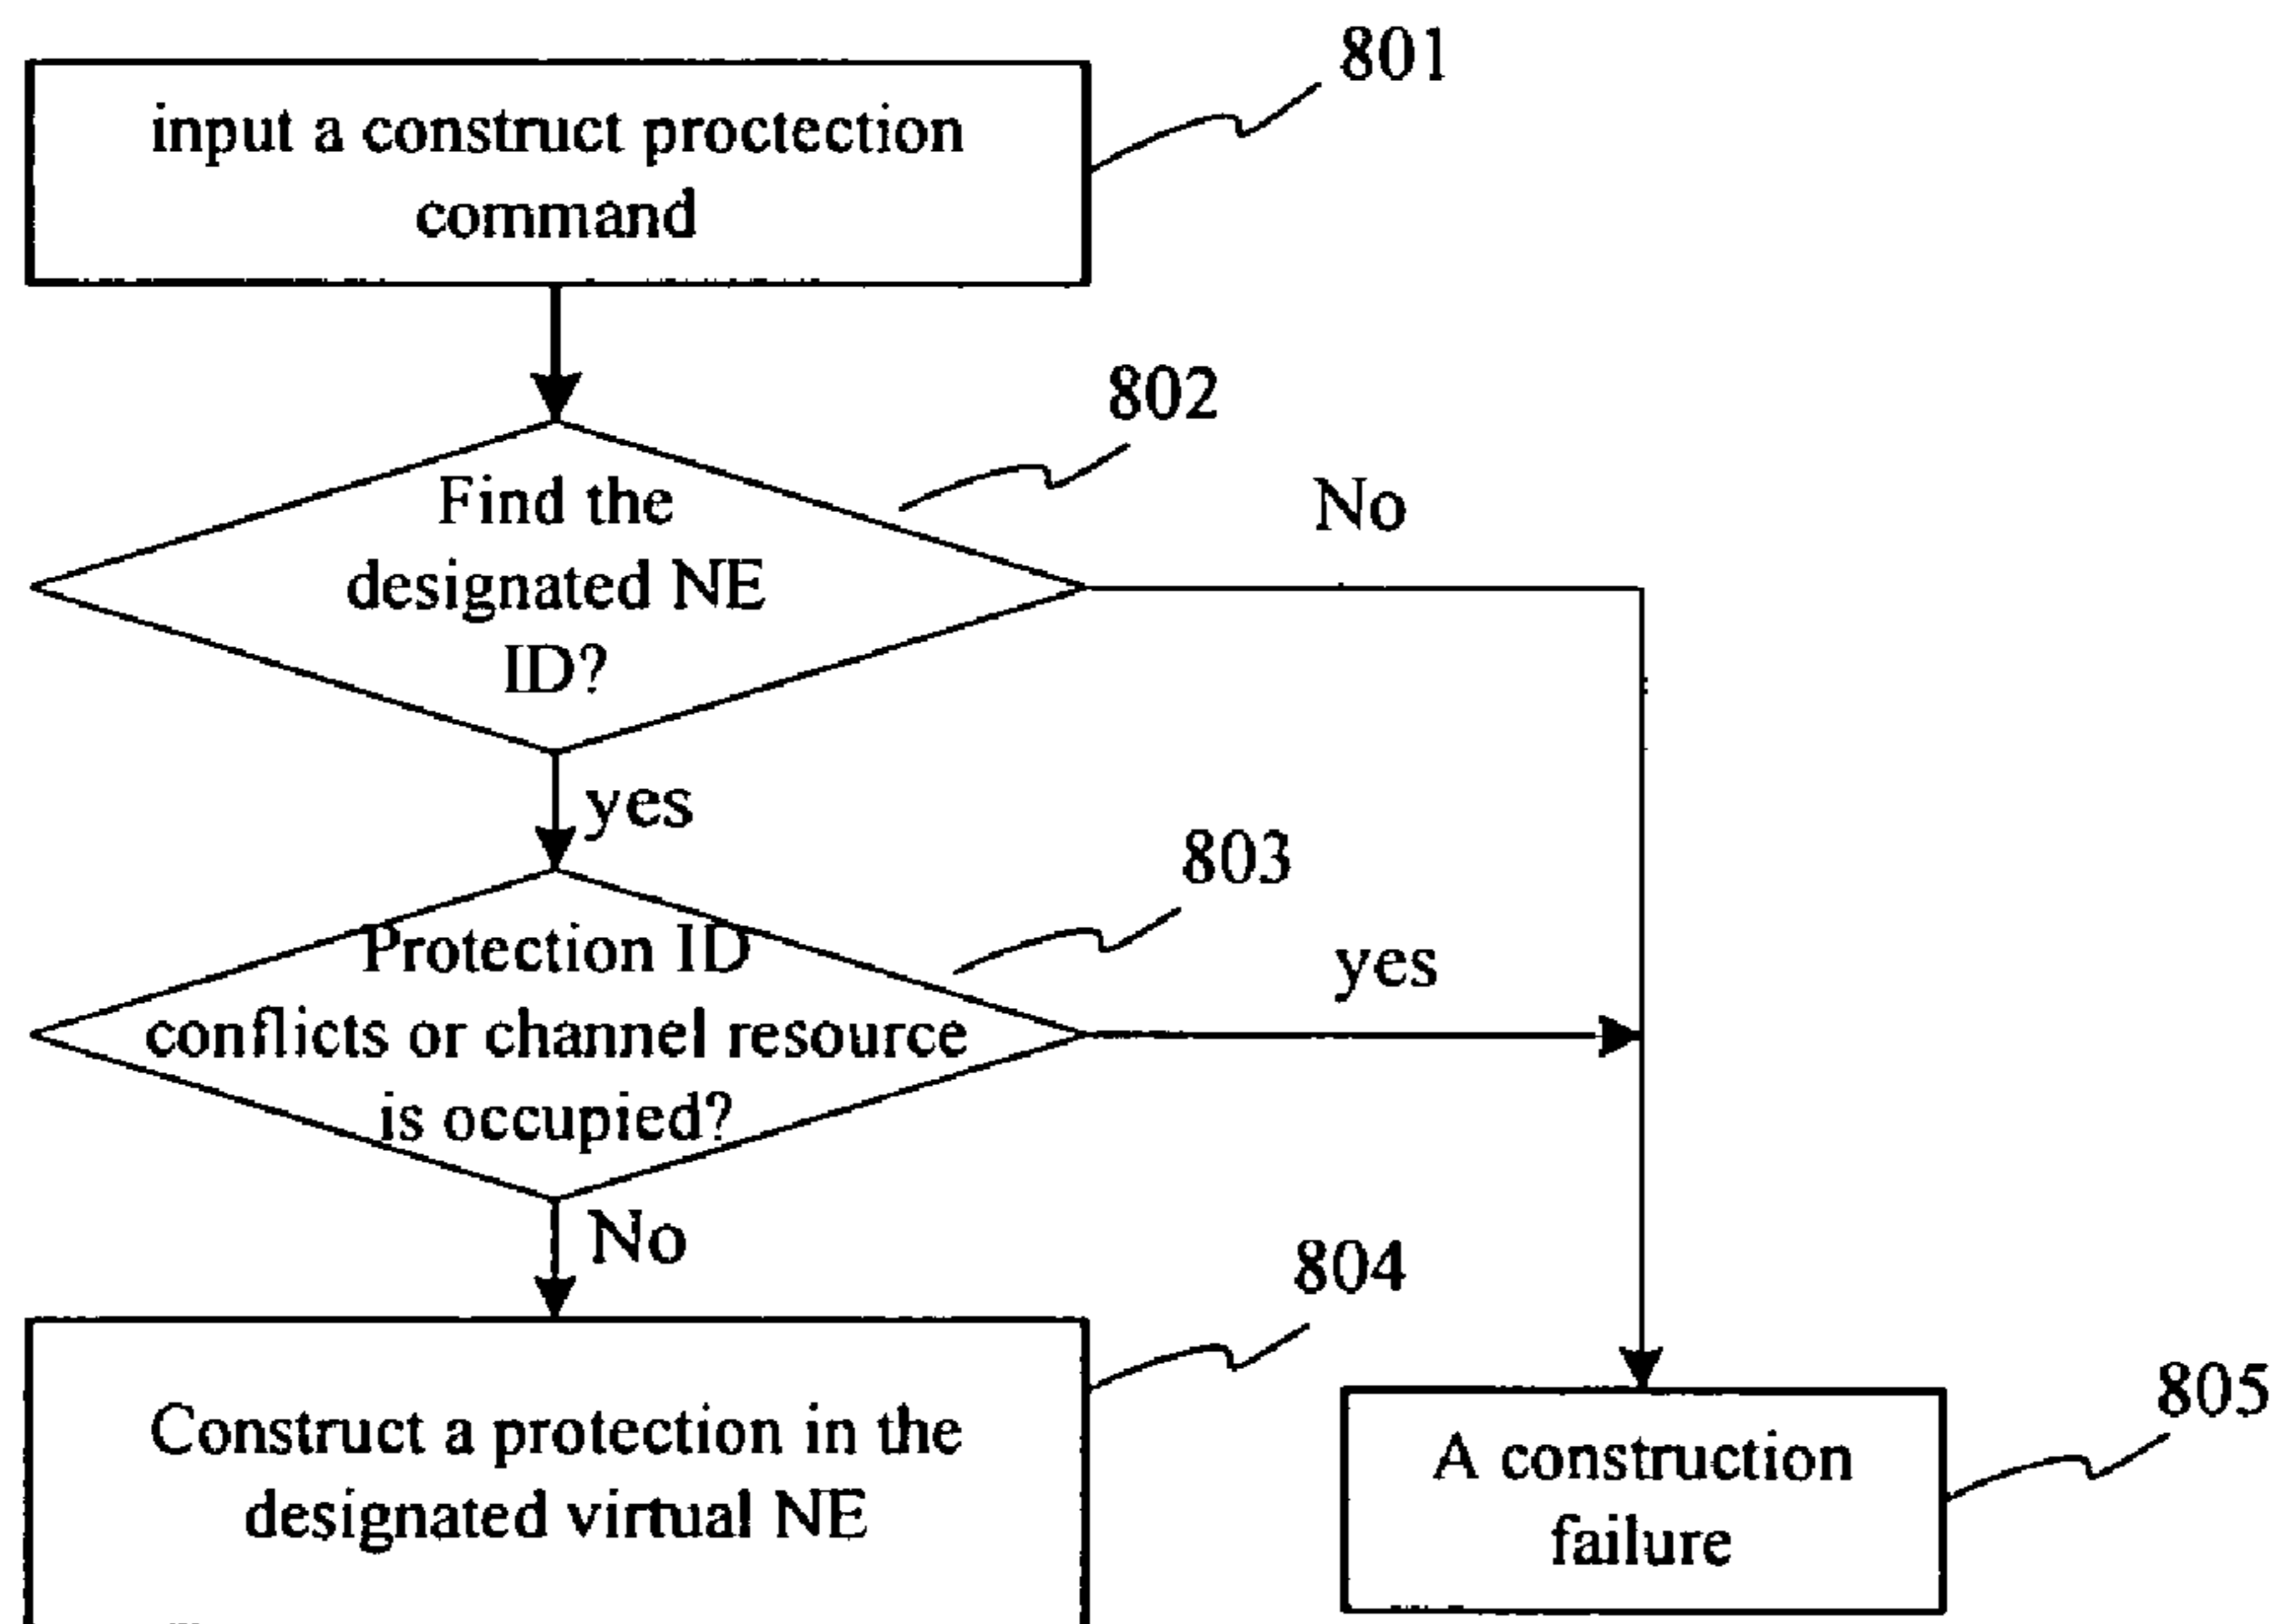 801
input a construct proctection
command
802
Find the
designated NE
ID?
No
yes
803
Protection ID
conflicts or channel resource
is occupied?
yes
No
804
Construct a protection in the
designated virtual NE
805
A construction
failure